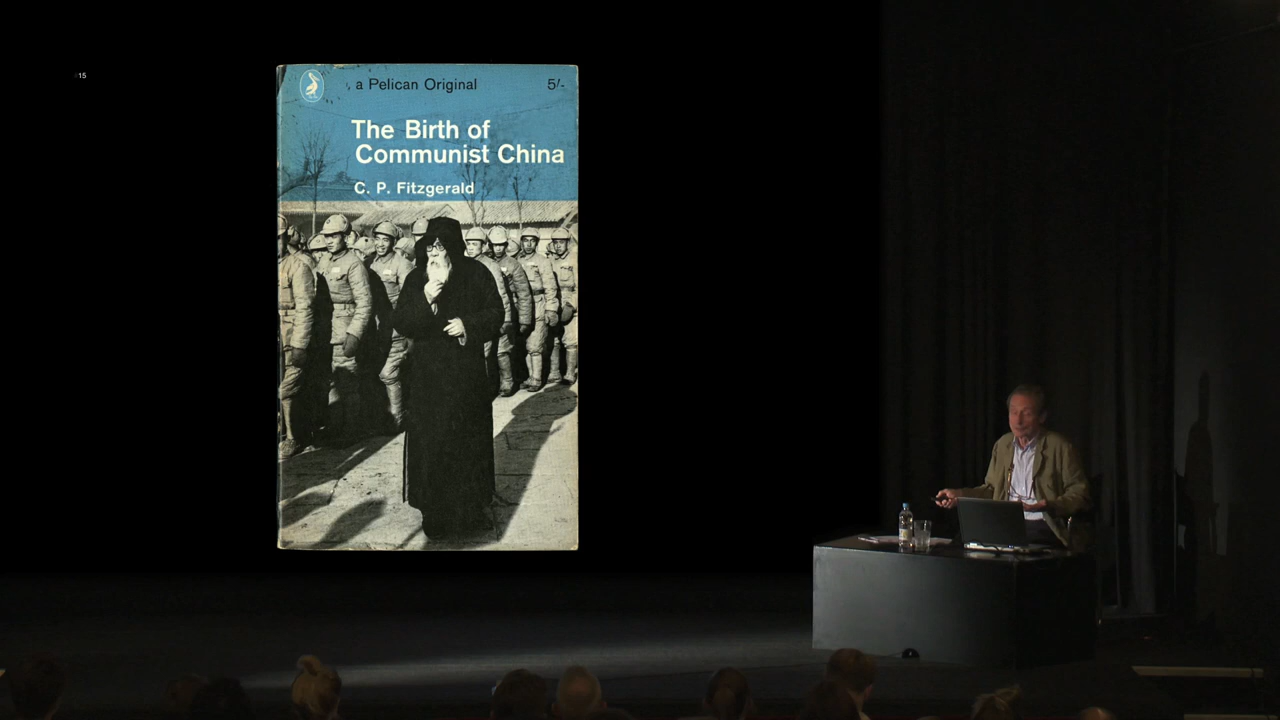 15
a Pelican Original 5/-
The Birth of
Communist China
C. P. Fitzgerald